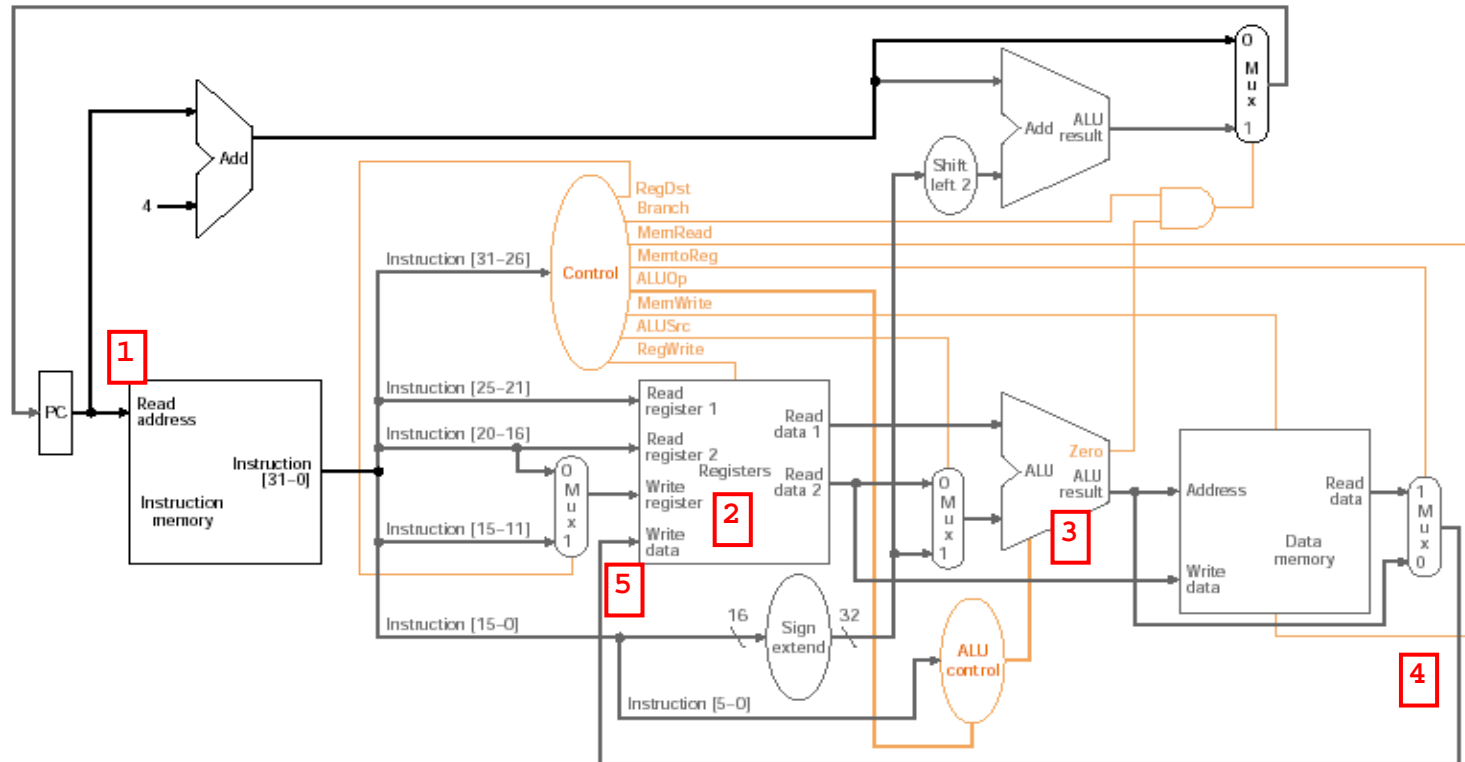 0
M
u
x
1
Add
ALU
result
Add
4
Shift
left 2
RegDst
Branch
MemRead
MemtoReg
ALUOp
MemWrite
ALUSrc
RegWrite
Control
Instruction [31-26]
1
PC
Read
address
Instruction
[31-0]
Instruction
memory
Instruction [25-21]
Instruction [20-16]
Instruction [15-11]
0
M
u
x
1
Read
register 1
Read
register 2
Write
register
Write
data
Registers
Read
data 1
Read
data 2
2
5
0
M
u
x
1
Zero
ALU
ALU
result
3
Address
Write
data
Read
data
Data
memory
1
M
u
x
0
4
Instruction [15-0]
16
Sign
extend
32
ALU
control
Instruction [5-0]